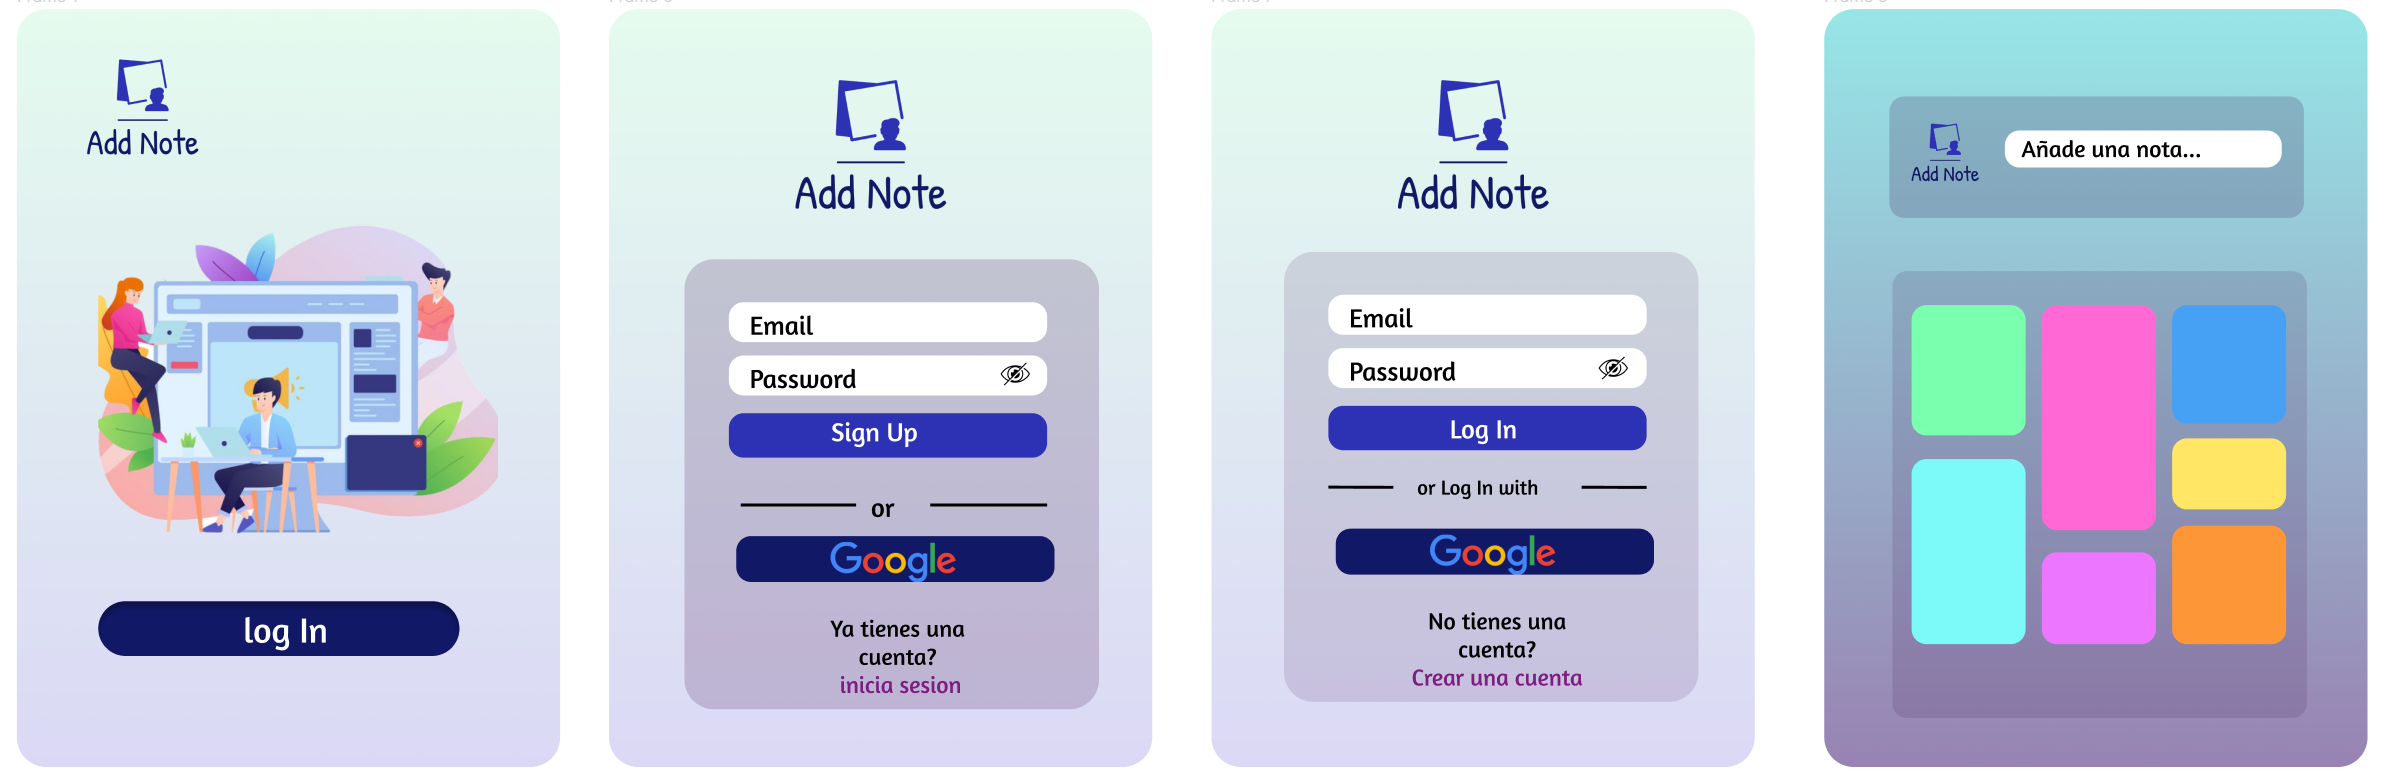 Add Note
log In
Add Note
Email
Password
Sign Up
or
Google
Ya tienes una
cuenta?
inicia sesion
Add Note
Email
Password
Log In
or Log In with
Google
No tienes una
cuenta?
Crear una cuenta
Add Note
Añade una nota...